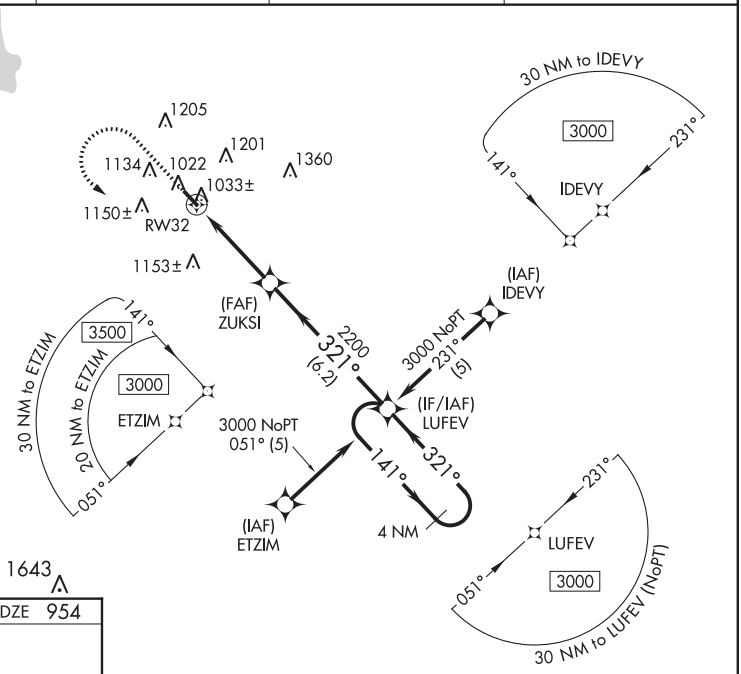 30 NM to IDEVY
3000
141°
231°
IDEVY
1205
1201
1360
1134
1022
1033±
1150±
RW32
1153±
(FAF)
ZUKSI
(IAF)
IDEVY
2200
321°
(6.2)
3000 NoPT
231°
(5)
(IF/IAF)
LUFEV
30 NM to ETZIM
20 NM to ETZIM
141°
3500
3000
ETZIM
051°
3000 NoPT
051° (5)
141°
321°
4 NM
(IAF)
ETZIM
231°
LUFEV
051°
3000
30 NM to LUFEV (NoPT)
1643
DZE 954